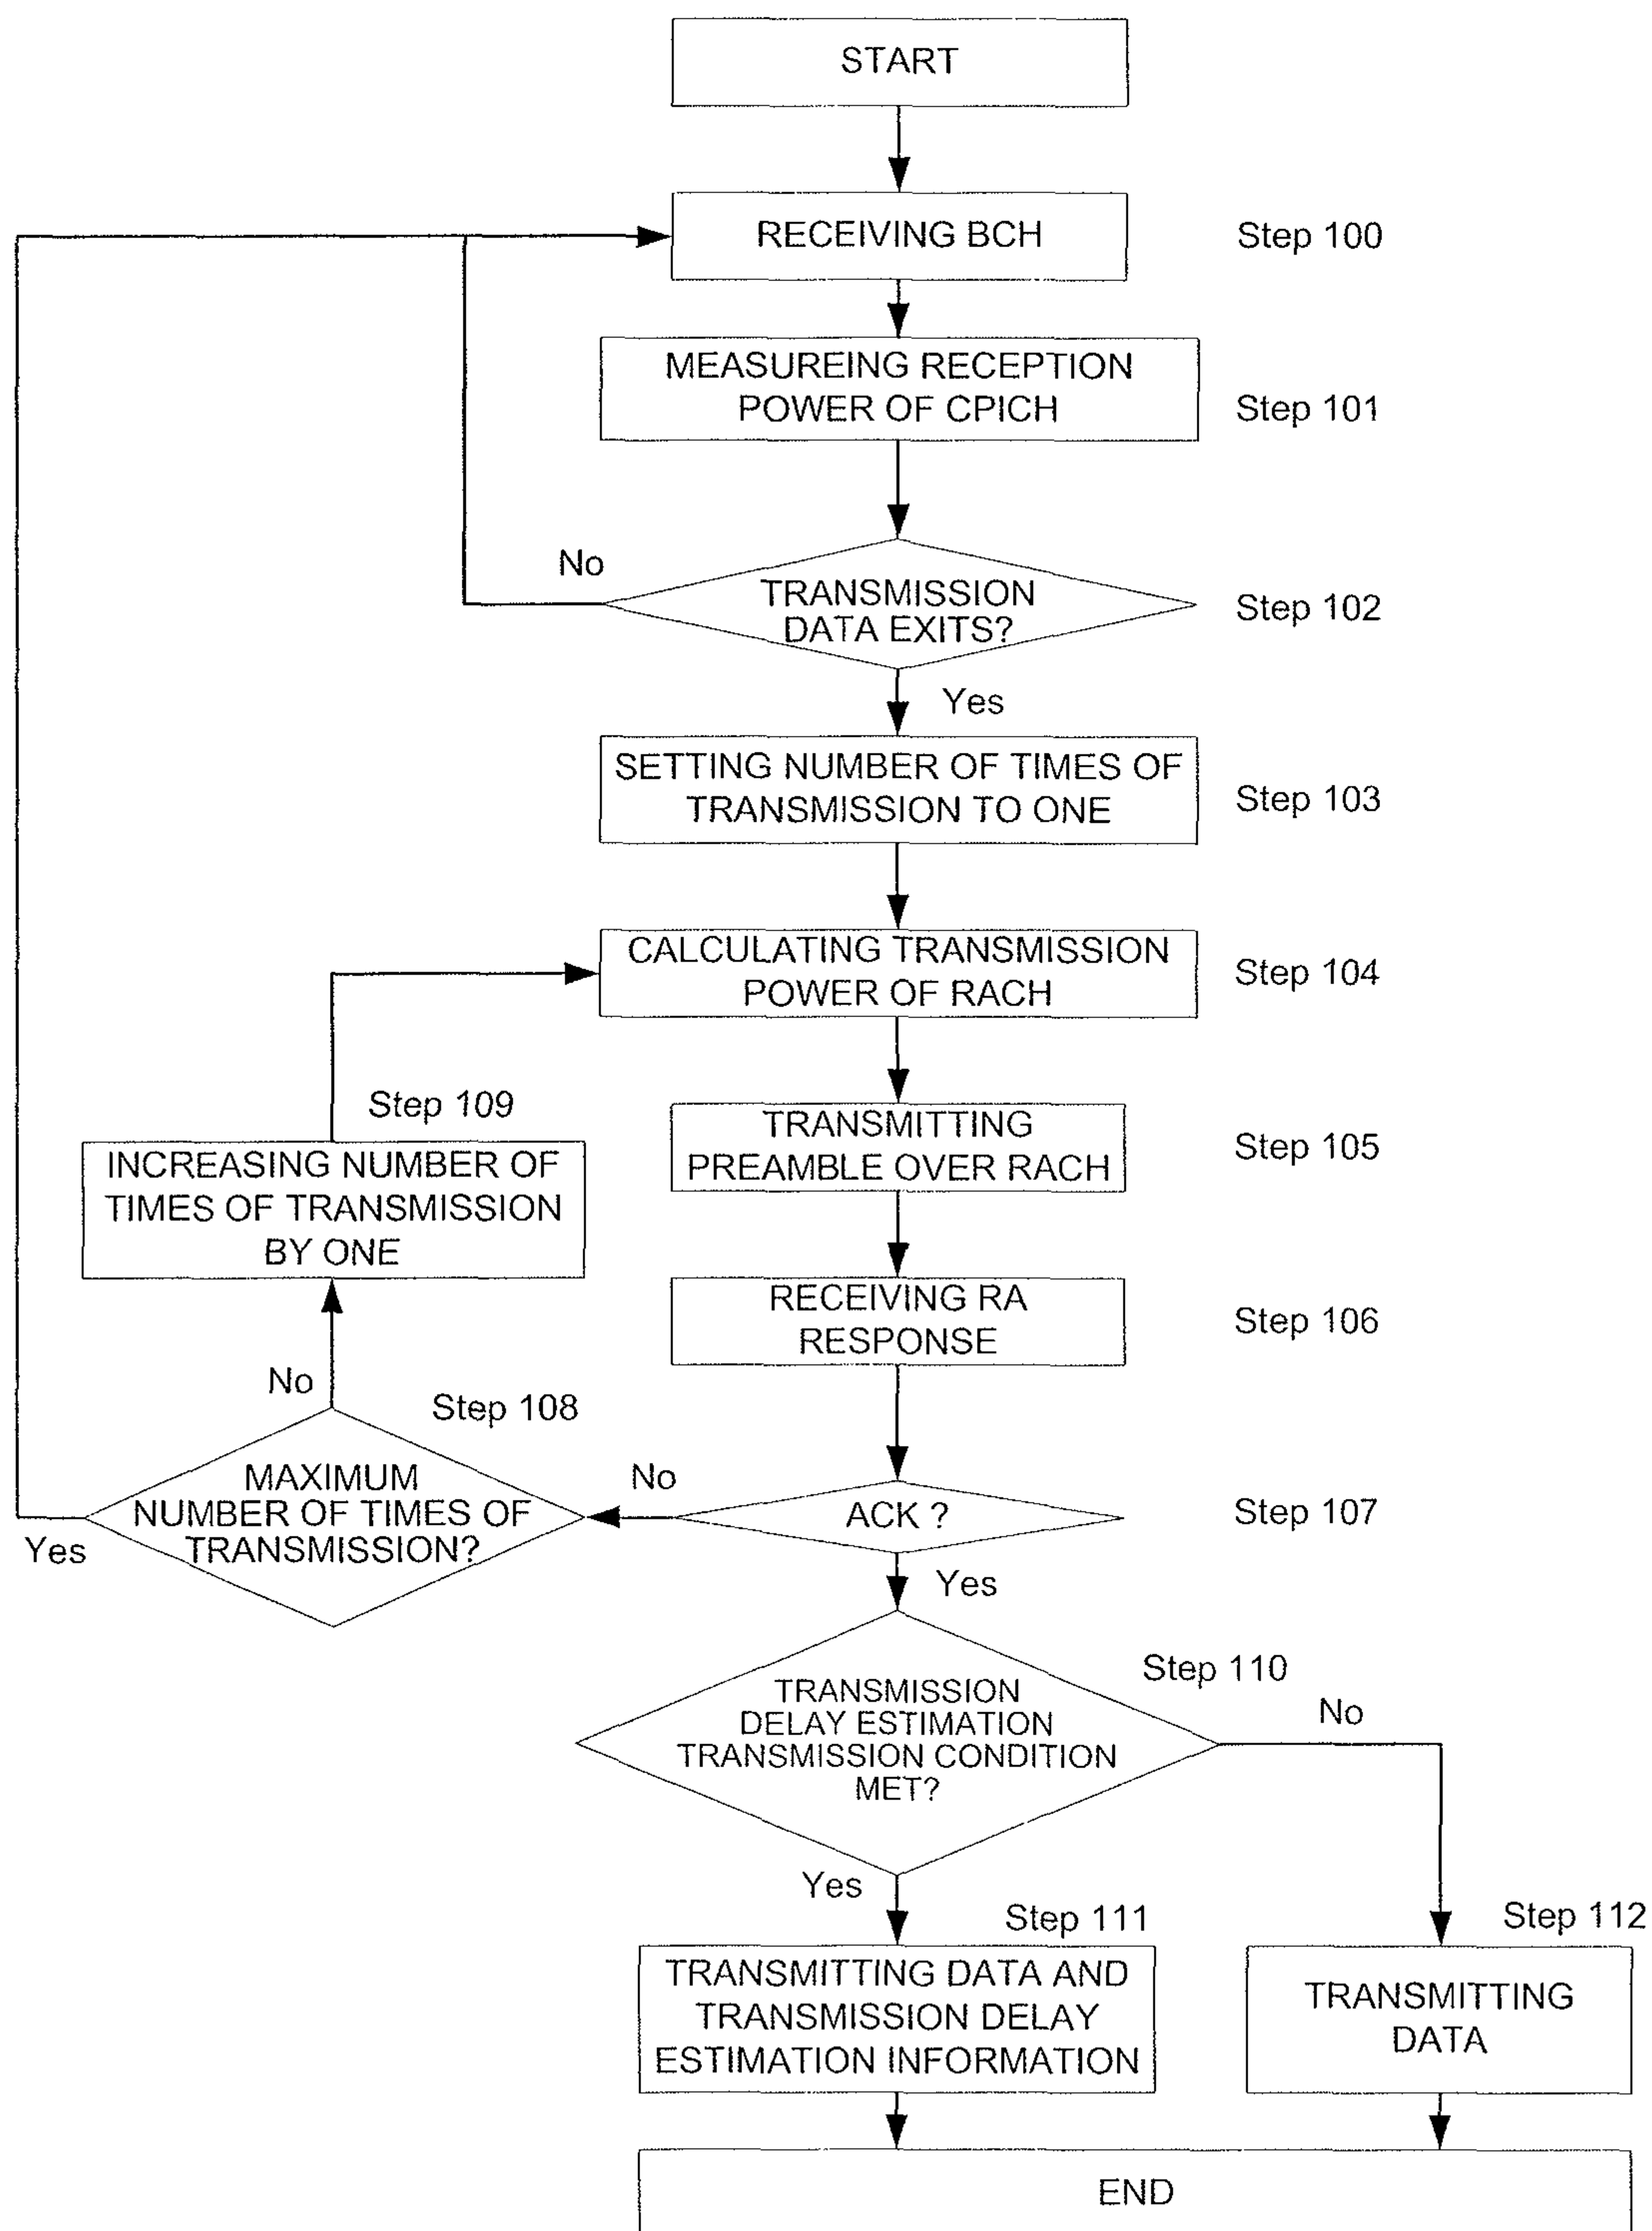 START
RECEIVING BCH
Step 100
MEASUREING RECEPTION
POWER OF CPICH
Step 101
No
TRANSMISSION
DATA EXITS?
Step 102
Yes
SETTING NUMBER OF TIMES OF
TRANSMISSION TO ONE
Step 103
CALCULATING TRANSMISSION
POWER OF RACH
Step 104
Step 109
INCREASING NUMBER OF
TIMES OF TRANSMISSION
BY ONE
TRANSMITTING
PREAMBLE OVER RACH
Step 105
RECEIVING RA
RESPONSE
Step 106
No
Step 108
MAXIMUM
NUMBER OF TIMES OF
TRANSMISSION?
Yes
No
ACK ?
Step 107
Yes
TRANSMISSION
DELAY ESTIMATION
TRANSMISSION CONDITION
MET?
Step 110
No
Yes
Step 111
TRANSMITTING DATA AND
TRANSMISSION DELAY
ESTIMATION INFORMATION
Step 112
TRANSMITTING
DATA
END